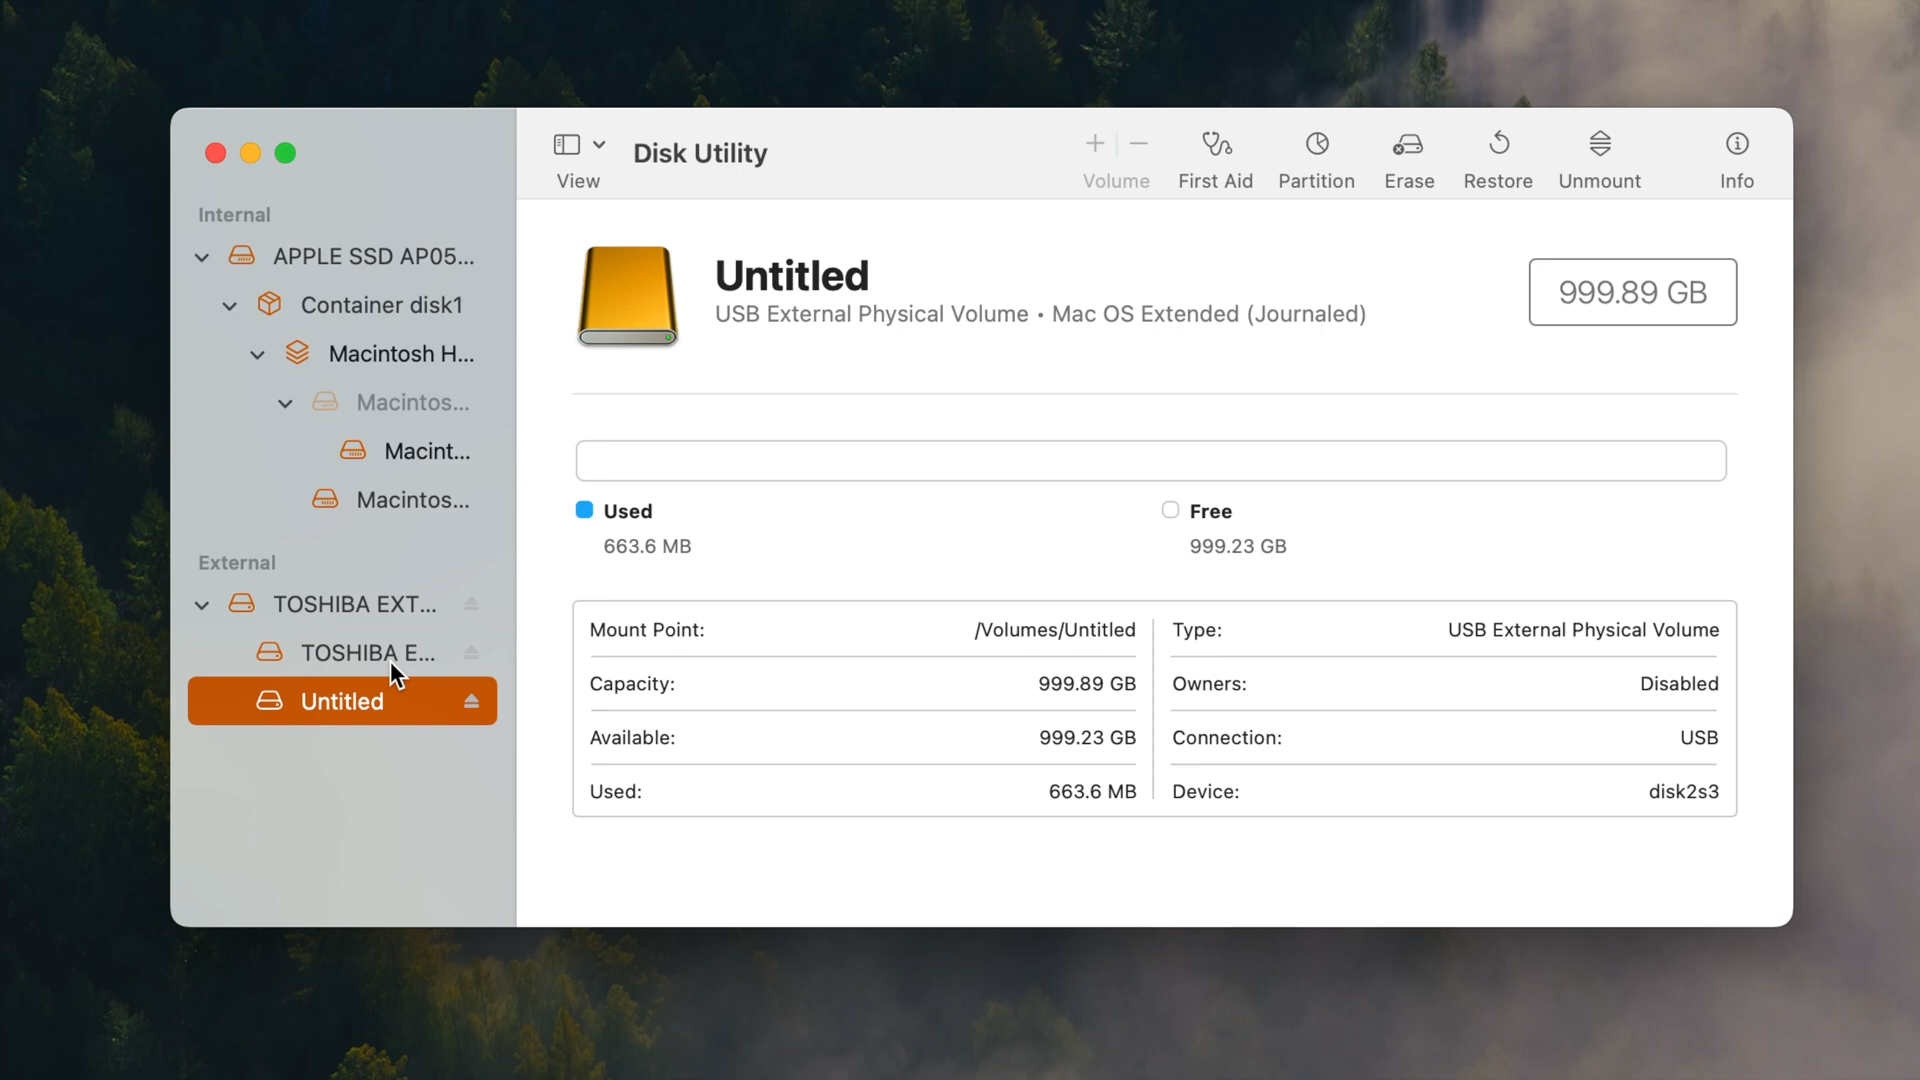 Disk Utility
View
Volume
First Aid
Partition
Erase
Restore
Unmount
Info
Internal
APPLE SSD AP05...
Container disk1
Macintosh H...
Macintos...
Macint...
Macintos...
External
TOSHIBA EXT...
TOSHIBA E...
Untitled
Untitled
USB External Physical Volume • Mac OS Extended (Journaled)
999.89 GB
Used
663.6 MB
Free
999.23 GB
Mount Point: /Volumes/Untitled
Capacity: 999.89 GB
Available: 999.23 GB
Used: 663.6 MB
Type: USB External Physical Volume
Owners: Disabled
Connection: USB
Device: disk2s3